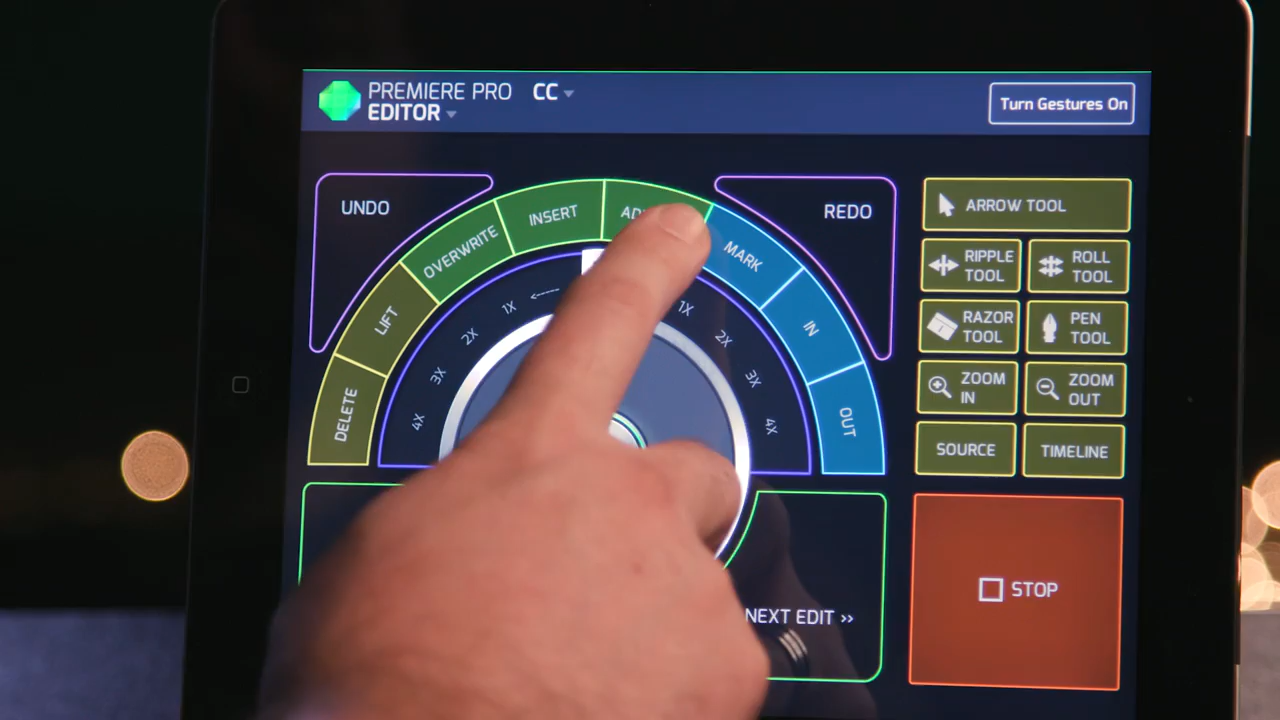 PREMIERE PRO CC
EDITOR
Turn Gestures On
UNDO
REDO
DELETE
LIFT
OVERWRITE
INSERT
MARK
IN
OUT
4X
3X
2X
1X
1X
2X
3X
4X
ARROW TOOL
RIPPLE
TOOL
ROLL
TOOL
RAZOR
TOOL
PEN
TOOL
ZOOM
IN
ZOOM
OUT
SOURCE
TIMELINE
STOP
NEXT EDIT >>